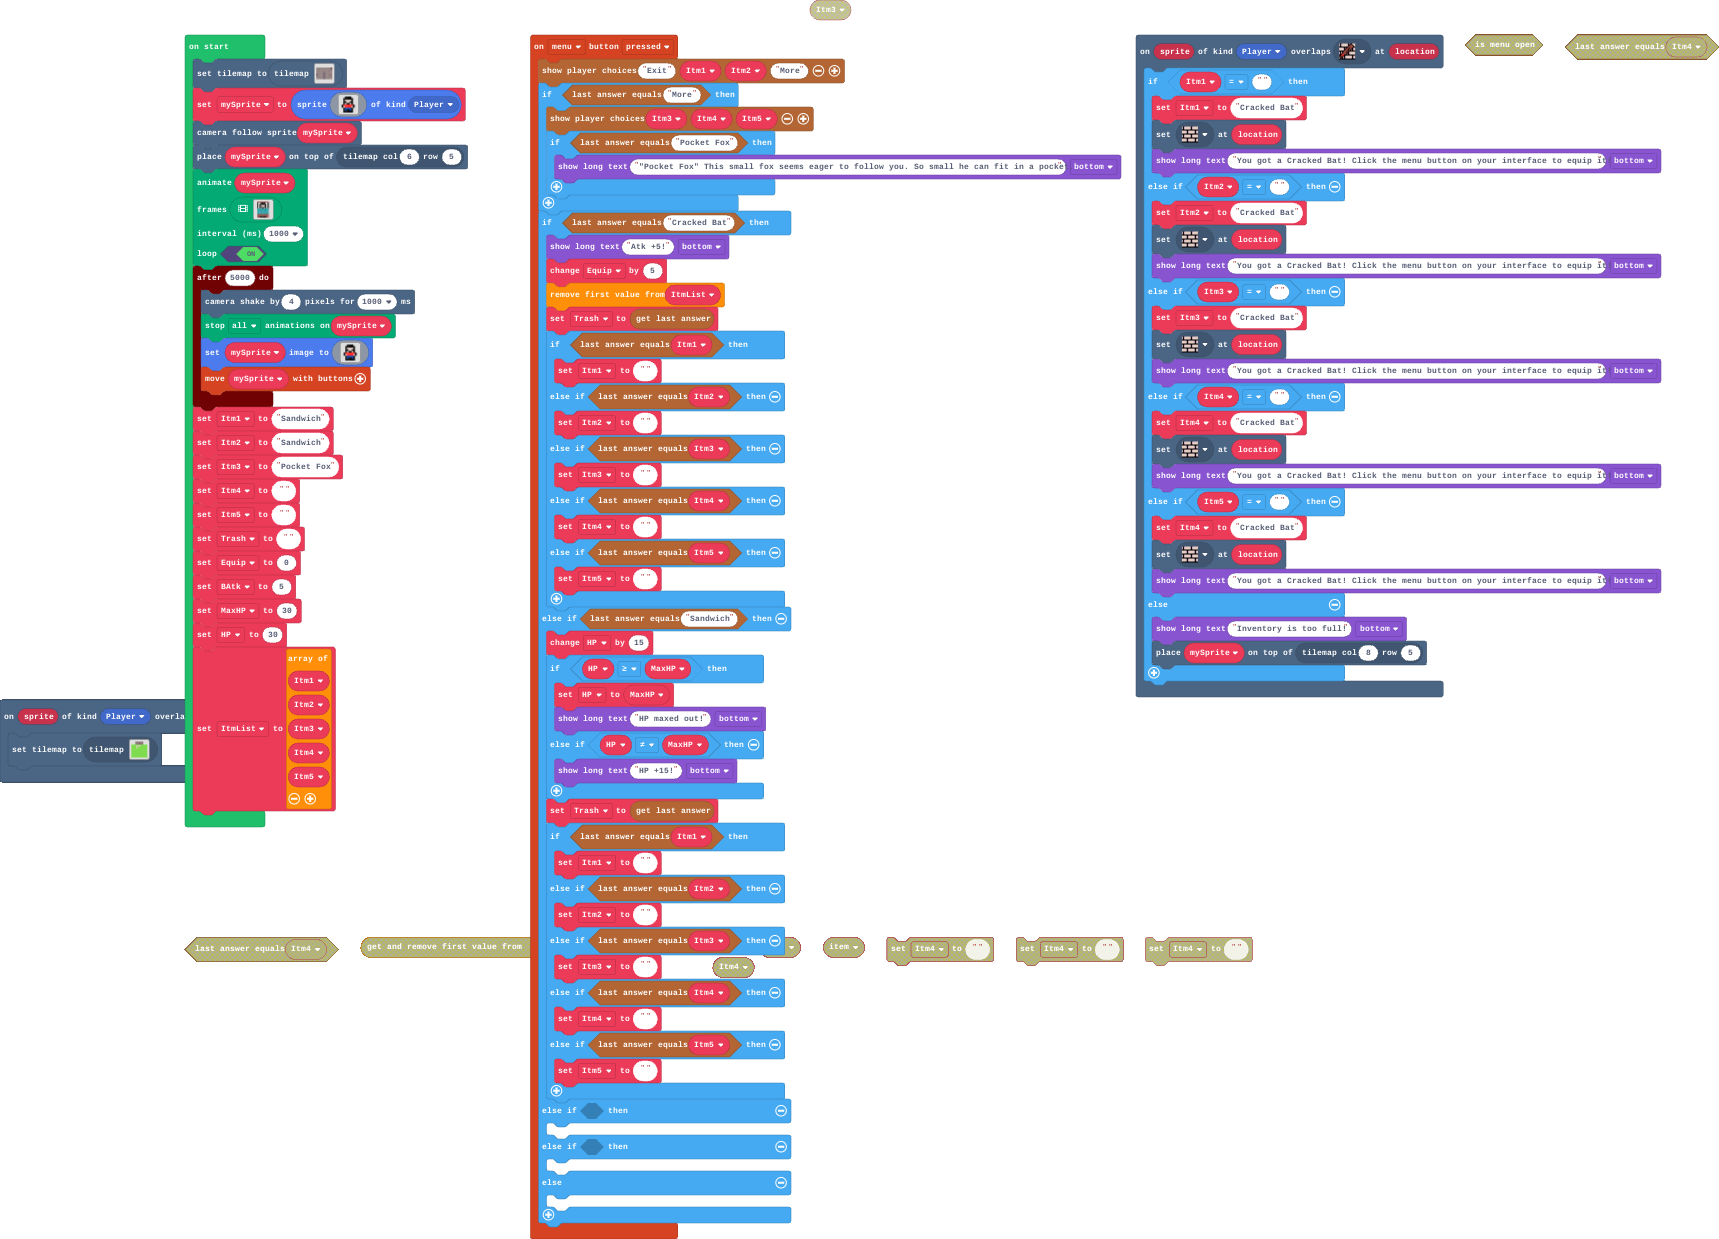 Itm3
on start
set tilemap to tilemap
set mySprite to sprite of kind Player
camera follow sprite mySprite
place mySprite on top of tilemap col 6 row 5
animate mySprite
frames
interval (ms) 1000
loop ON
after 5000 do
camera shake by 4 pixels for 1000 ms
stop all animations on mySprite
set mySprite image to
move mySprite with buttons
set Itm1 to "Sandwich"
set Itm2 to "Sandwich"
set Itm3 to "Pocket Fox"
set Itm4 to ""
set Itm5 to ""
set Trash to ""
set Equip to 0
set BAtk to 5
set MaxHP to 30
set HP to 30
set ItmList to array of
Itm1
Itm2
Itm3
Itm4
Itm5
on sprite of kind Player overla
set tilemap to tilemap
on menu button pressed
show player choices "Exit" Itm1 Itm2 "More"
if last answer equals "More" then
show player choices Itm3 Itm4 Itm5
if last answer equals "Pocket Fox" then
show long text ""Pocket Fox" This small fox seems eager to follow you. So small he can fit in a pocke" bottom
if last answer equals "Cracked Bat" then
show long text "Atk +5!" bottom
change Equip by 5
remove first value from ItmList
set Trash to get last answer
if last answer equals Itm1 then
set Itm1 to ""
else if last answer equals Itm2 then
set Itm2 to ""
else if last answer equals Itm3 then
set Itm3 to ""
else if last answer equals Itm4 then
set Itm4 to ""
else if last answer equals Itm5 then
set Itm5 to ""
else if last answer equals "Sandwich" then
change HP by 15
if HP ≥ MaxHP then
set HP to MaxHP
show long text "HP maxed out!" bottom
else if HP ≠ MaxHP then
show long text "HP +15!" bottom
set Trash to get last answer
if last answer equals Itm1 then
set Itm1 to ""
else if last answer equals Itm2 then
set Itm2 to ""
else if last answer equals Itm3 then
set Itm3 to ""
else if last answer equals Itm4 then
set Itm4 to ""
else if last answer equals Itm5 then
set Itm5 to ""
else if then
else if then
else
on sprite of kind Player overlaps at location
if Itm1 = "" then
set Itm1 to "Cracked Bat"
set at location
show long text "You got a Cracked Bat! Click the menu button on your interface to equip it" bottom
else if Itm2 = "" then
set Itm2 to "Cracked Bat"
set at location
show long text "You got a Cracked Bat! Click the menu button on your interface to equip it" bottom
else if Itm3 = "" then
set Itm3 to "Cracked Bat"
set at location
show long text "You got a Cracked Bat! Click the menu button on your interface to equip it" bottom
else if Itm4 = "" then
set Itm4 to "Cracked Bat"
set at location
show long text "You got a Cracked Bat! Click the menu button on your interface to equip it" bottom
else if Itm5 = "" then
set Itm4 to "Cracked Bat"
set at location
show long text "You got a Cracked Bat! Click the menu button on your interface to equip it" bottom
else
show long text "Inventory is too full!" bottom
place mySprite on top of tilemap col 8 row 5
is menu open
last answer equals Itm4
last answer equals Itm4
get and remove first value from
Itm4
item
set Itm4 to ""
set Itm4 to ""
set Itm4 to ""